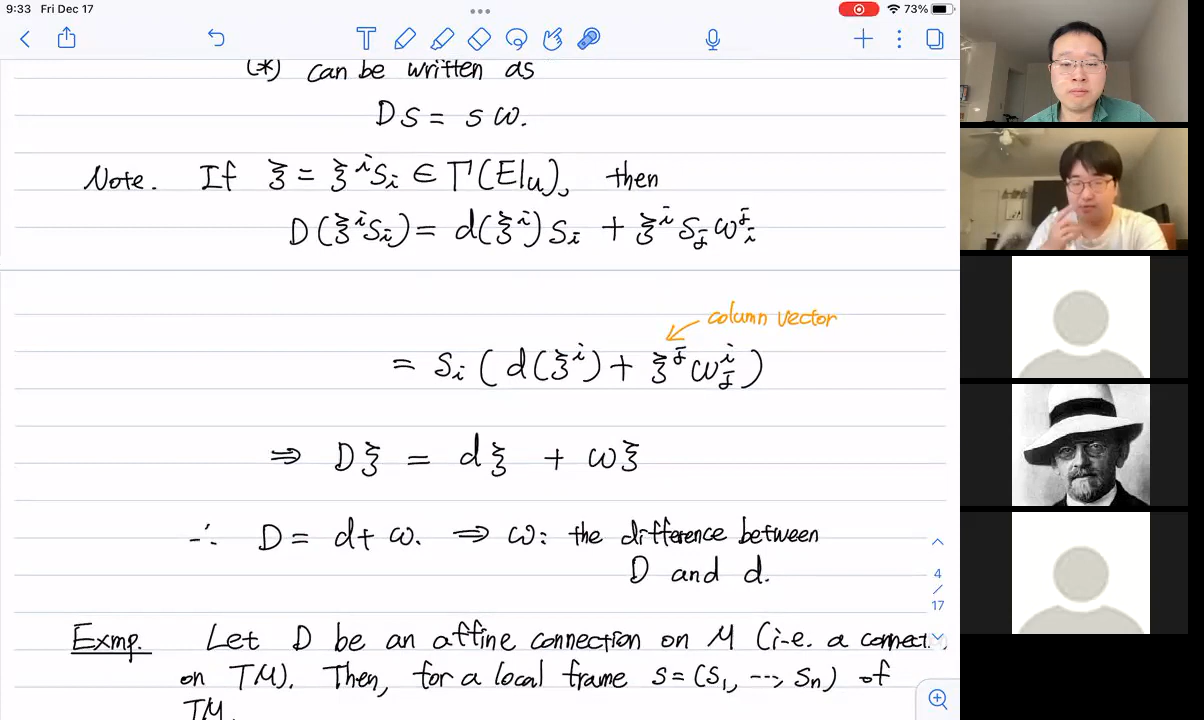 9:33 Fri Dec 17
73%
(*) can be written as
Ds = sω.
Note. If ξ = ξ^i s_i ∈ Γ(E|u), then
D(ξ^i s_i) = d(ξ^i) s_i + ξ^i s_j ω^j_i
column vector
= s_i ( d(ξ^i) + ξ^j ω^i_j )
⇒ Dξ = dξ + ωξ
∴ D = d + ω. ⇒ ω: the difference between
D and d.
4
/
17
Exmp. Let D be an affine connection on M (i.e. a connect
on TM). Then, for a local frame s = (s_1, ..., s_n) of
TM,